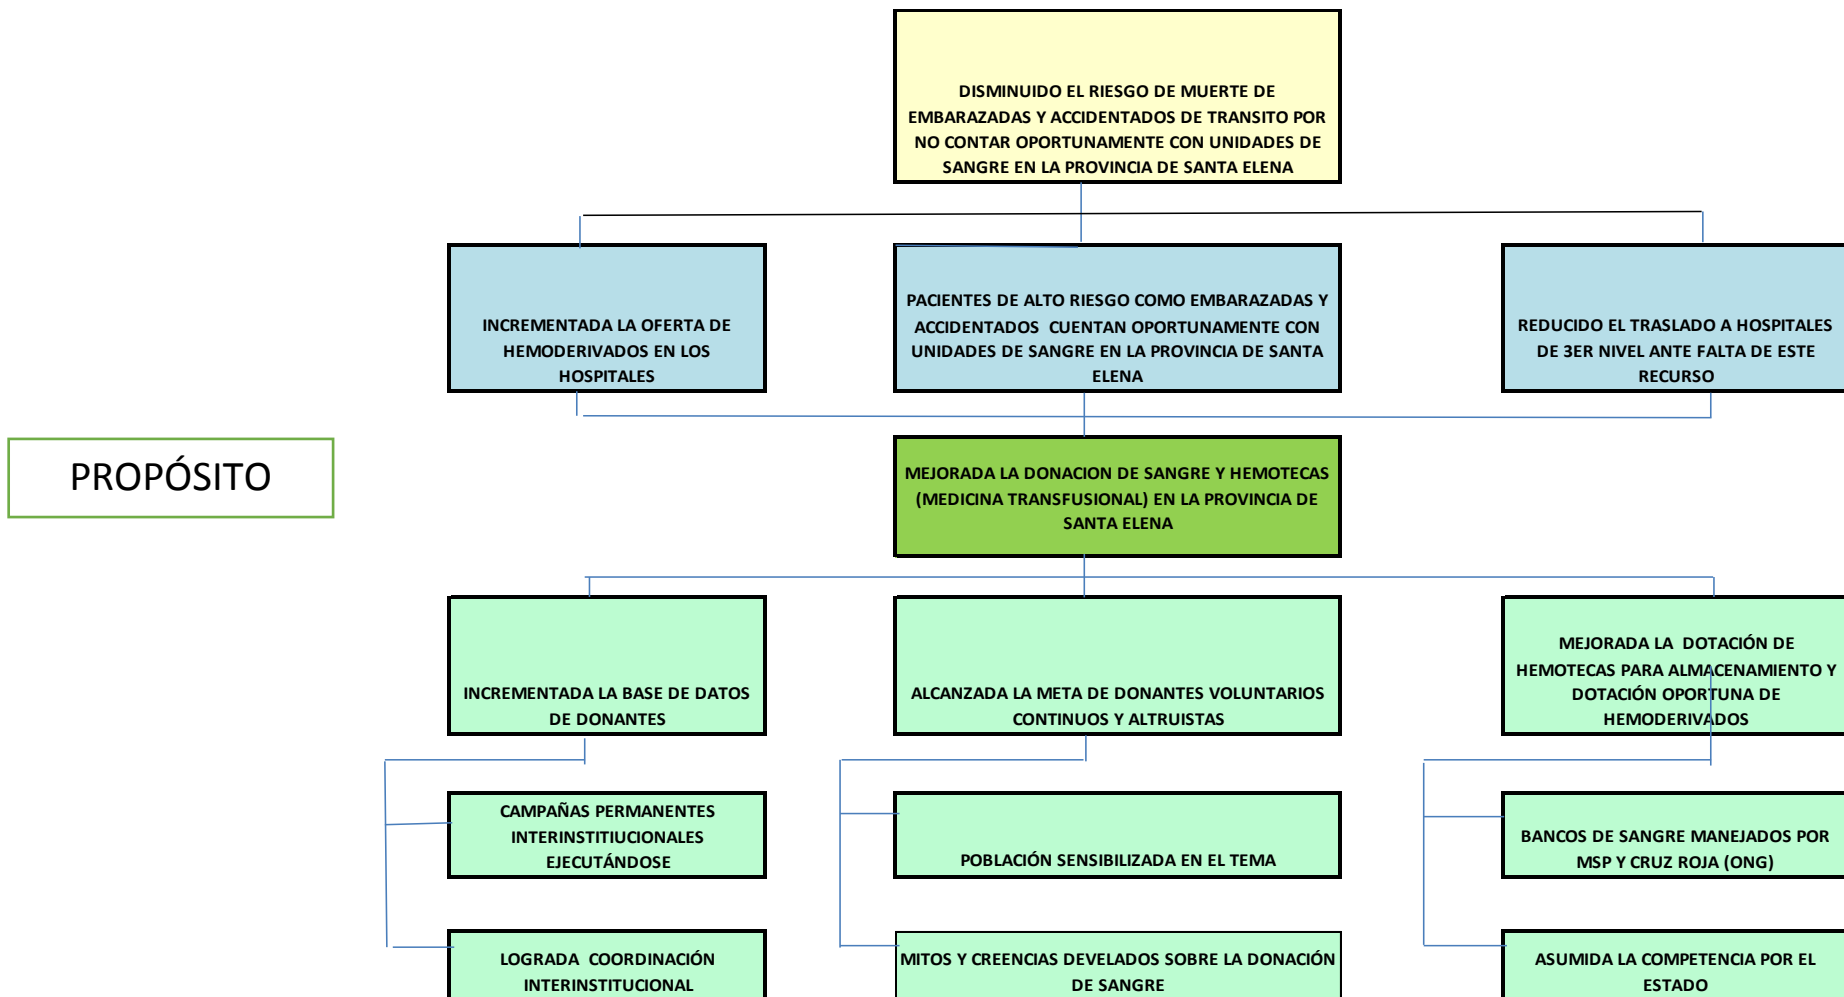 DISMINUIDO EL RIESGO DE MUERTE DE
EMBARAZADAS Y ACCIDENTADOS DE TRANSITO POR
NO CONTAR OPORTUNAMENTE CON UNIDADES DE
SANGRE EN LA PROVINCIA DE SANTA ELENA
INCREMENTADA LA OFERTA DE
HEMODERIVADOS EN LOS
HOSPITALES
PACIENTES DE ALTO RIESGO COMO EMBARAZADAS Y
ACCIDENTADOS CUENTAN OPORTUNAMENTE CON
UNIDADES DE SANGRE EN LA PROVINCIA DE SANTA
ELENA
REDUCIDO EL TRASLADO A HOSPITALES
DE 3ER NIVEL ANTE FALTA DE ESTE
RECURSO
PROPÓSITO
MEJORADA LA DONACION DE SANGRE Y HEMOTECAS
(MEDICINA TRANSFUSIONAL) EN LA PROVINCIA DE
SANTA ELENA
INCREMENTADA LA BASE DE DATOS
DE DONANTES
ALCANZADA LA META DE DONANTES VOLUNTARIOS
CONTINUOS Y ALTRUISTAS
MEJORADA LA DOTACIÓN DE
HEMOTECAS PARA ALMACENAMIENTO Y
DOTACIÓN OPORTUNA DE
HEMODERIVADOS
CAMPAÑAS PERMANENTES
INTERINSTITIUCIONALES
EJECUTÁNDOSE
POBLACIÓN SENSIBILIZADA EN EL TEMA
BANCOS DE SANGRE MANEJADOS POR
MSP Y CRUZ ROJA (ONG)
LOGRADA COORDINACIÓN
INTERINSTITUCIONAL
MITOS Y CREENCIAS DEVELADOS SOBRE LA DONACIÓN
DE SANGRE
ASUMIDA LA COMPETENCIA POR EL
ESTADO